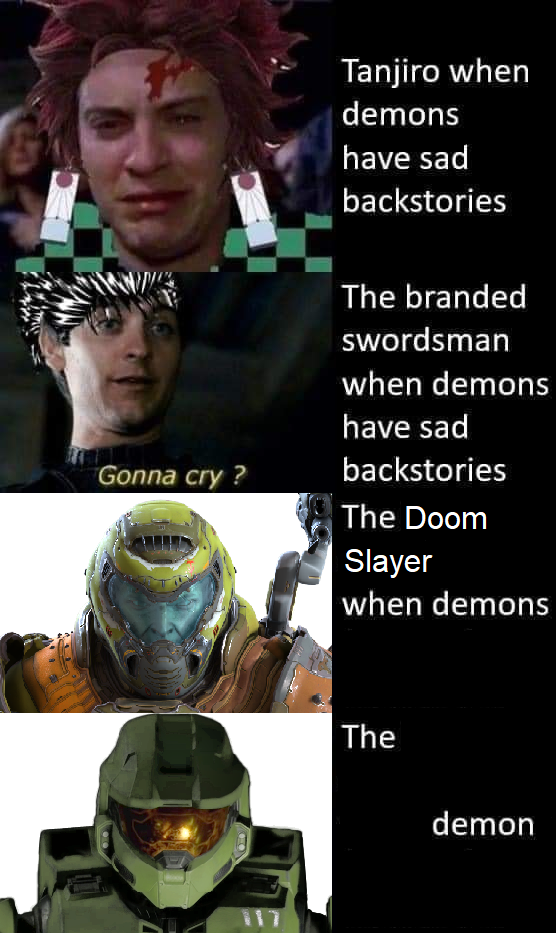 Tanjiro when
demons
have sad
backstories
The branded
swordsman
when demons
have sad
backstories
Gonna cry ?
The Doom
Slayer
when demons
The
demon
117